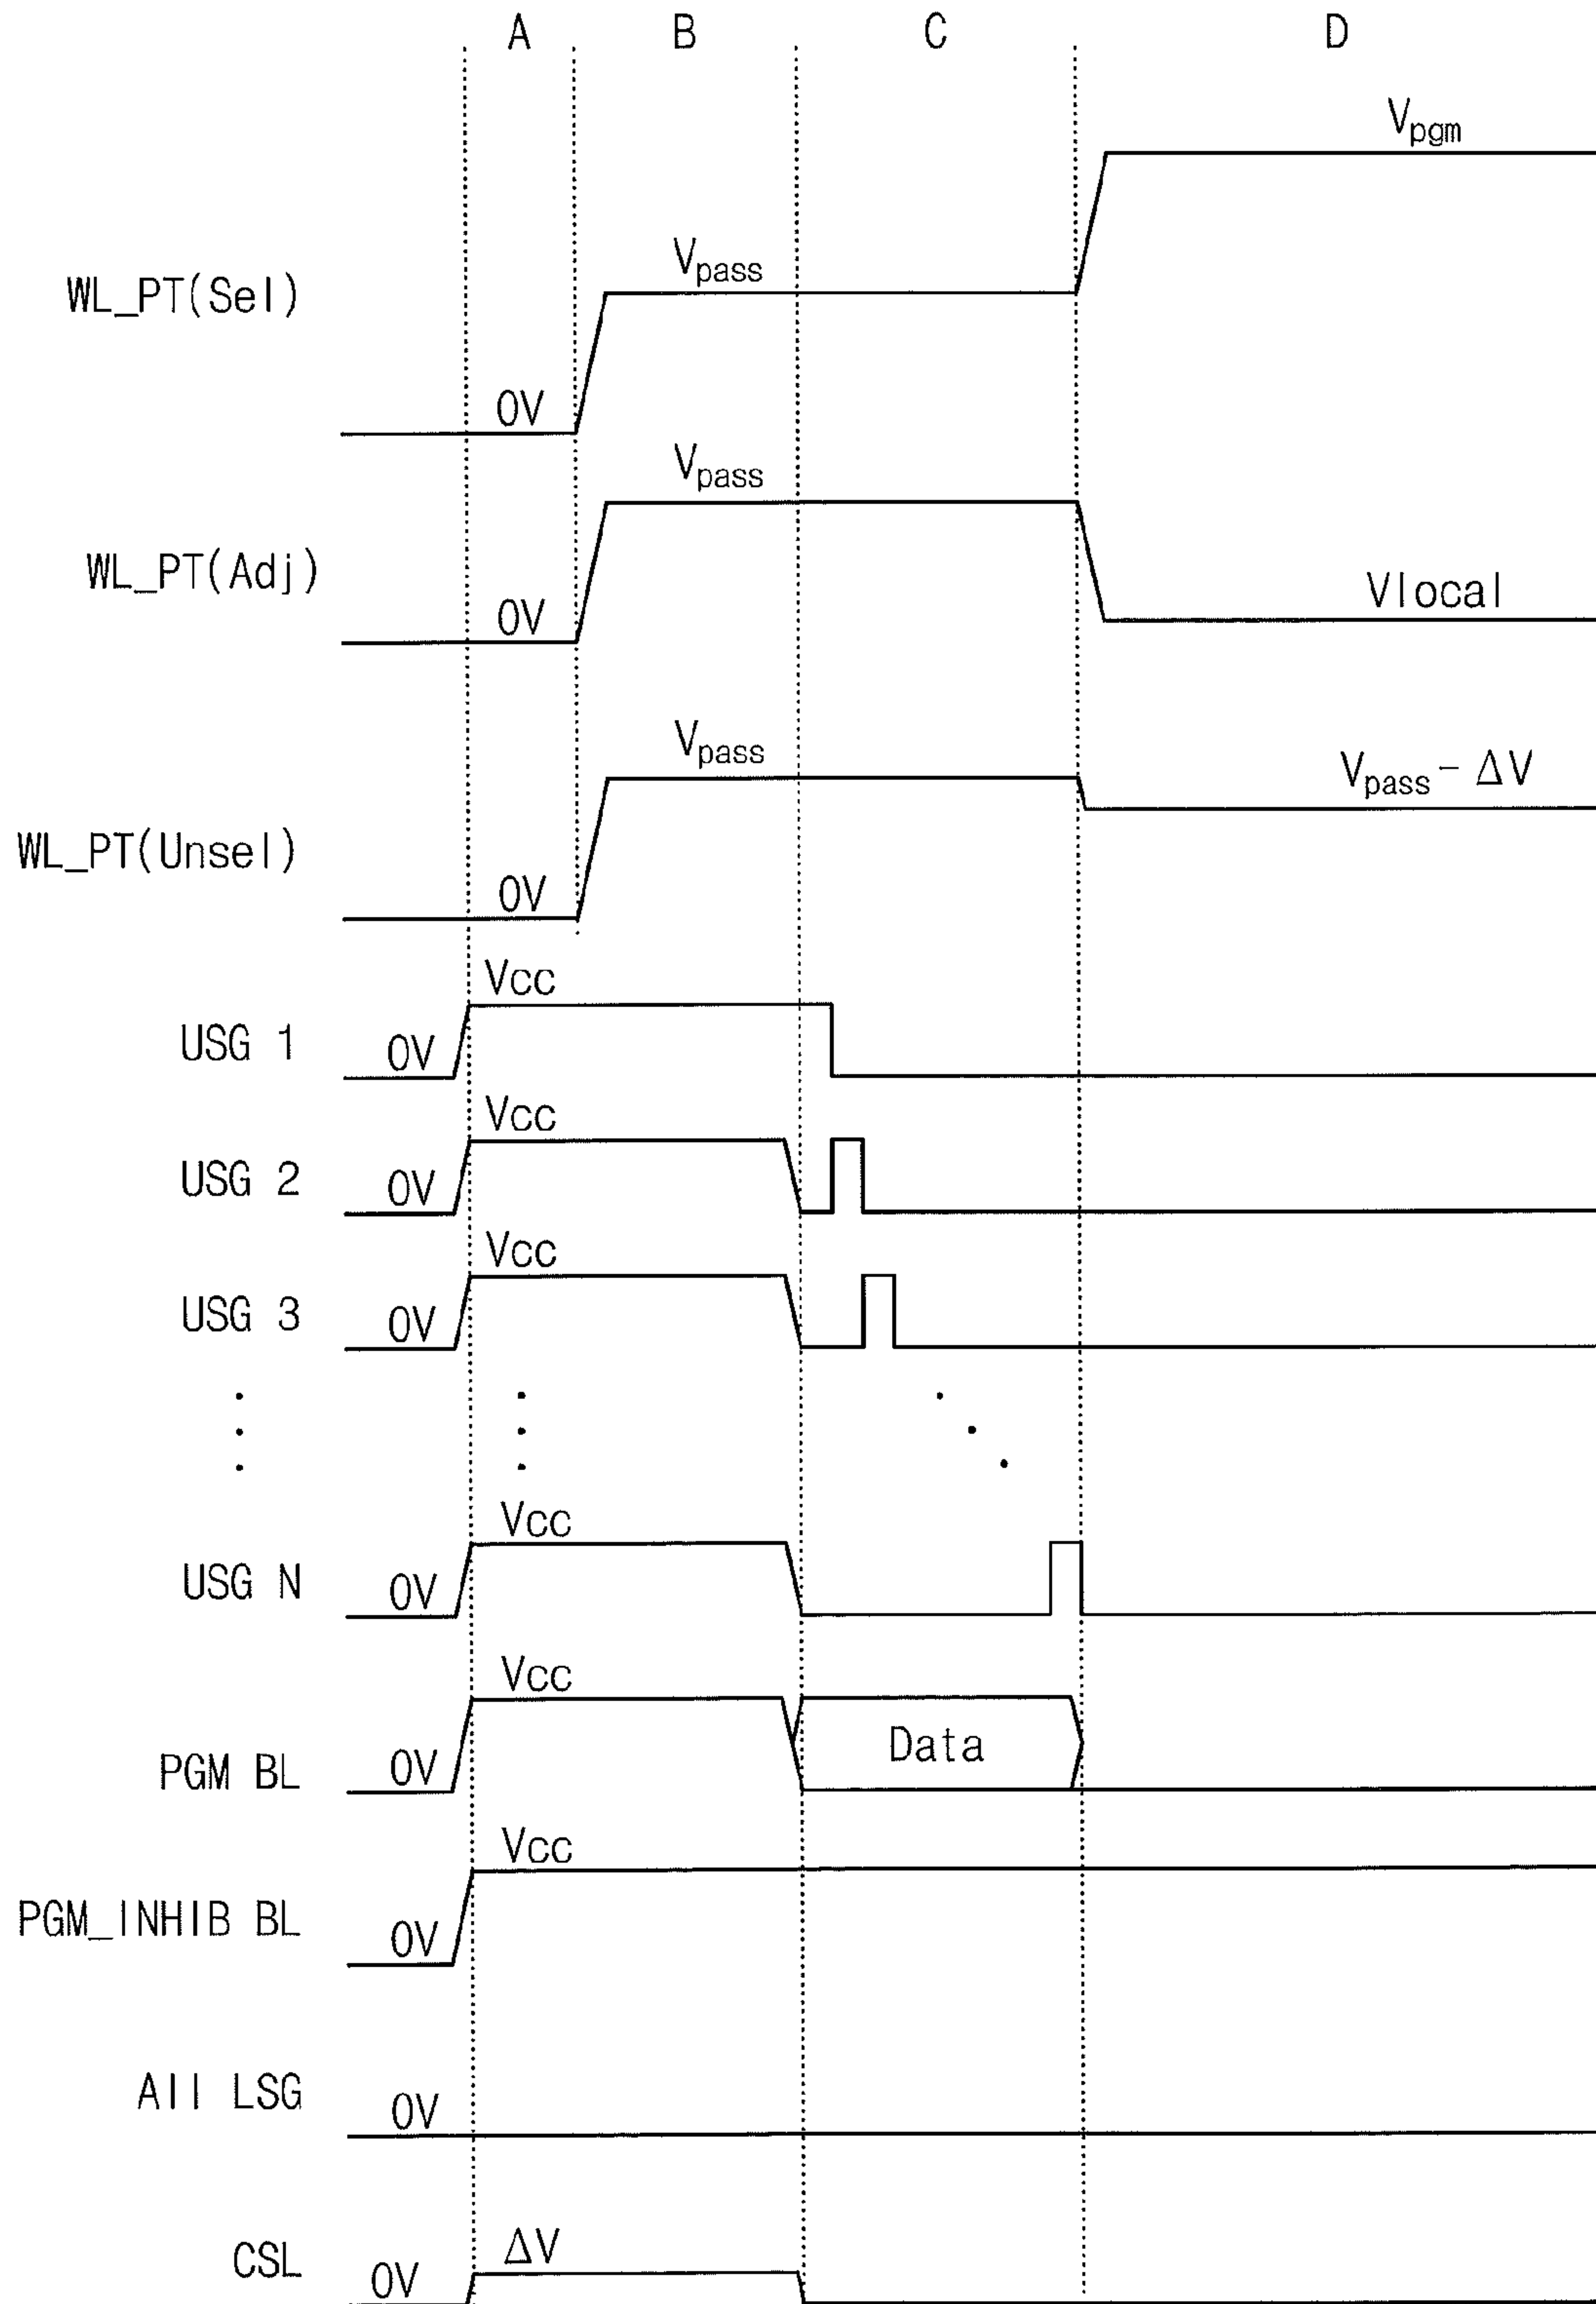 A B C D
Vpgm
Vpass
WL_PT(Sel)
0V
Vpass
WL_PT(Adj)
Vlocal
0V
Vpass
Vpass - ΔV
WL_PT(Unsel)
0V
Vcc
USG 1 0V
Vcc
USG 2 0V
Vcc
USG 3 0V
Vcc
USG N 0V
Vcc
PGM BL 0V Data
Vcc
PGM_INHIB BL 0V
All LSG 0V
ΔV
CSL 0V